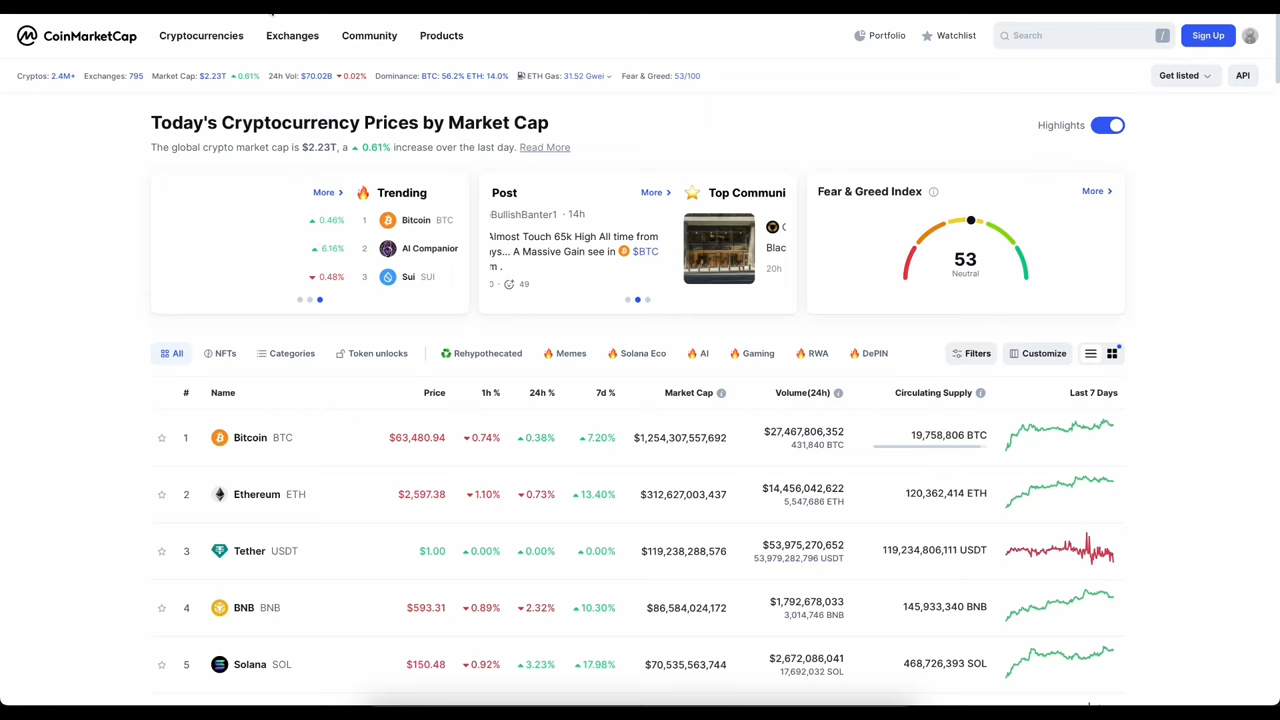 CoinMarketCap Cryptocurrencies Exchanges Community Products Portfolio Watchlist Search / Sign Up
Cryptos: 2.4M+ Exchanges: 795 Market Cap: $2.23T 0.61% 24h Vol: $70.02B 0.02% Dominance: BTC: 56.2% ETH: 14.0% ETH Gas: 31.52 Gwei Fear & Greed: 53/100 Get listed API
Today's Cryptocurrency Prices by Market Cap
Highlights
The global crypto market cap is $2.23T, a 0.61% increase over the last day. Read More
More > Trending
0.46% 1 Bitcoin BTC
6.16% 2 AI Companior
0.48% 3 Sui SUI
Post More > Top Communi
BullishBanter1 · 14h
Almost Touch 65k High All time from
ys... A Massive Gain see in $BTC
m .
49
Blac
20h
Fear & Greed Index More >
53
Neutral
All NFTs Categories Token unlocks Rehypothecated Memes Solana Eco AI Gaming RWA DePIN Filters Customize
# Name Price 1h % 24h % 7d % Market Cap Volume(24h) Circulating Supply Last 7 Days
1 Bitcoin BTC $63,480.94 0.74% 0.38% 7.20% $1,254,307,557,692 $27,467,806,352 19,758,806 BTC
431,840 BTC
2 Ethereum ETH $2,597.38 1.10% 0.73% 13.40% $312,627,003,437 $14,456,042,622 120,362,414 ETH
5,547,686 ETH
3 Tether USDT $1.00 0.00% 0.00% 0.00% $119,238,288,576 $53,975,270,652 119,234,806,111 USDT
53,979,282,796 USDT
4 BNB BNB $593.31 0.89% 2.32% 10.30% $86,584,024,172 $1,792,678,033 145,933,340 BNB
3,014,746 BNB
5 Solana SOL $150.48 0.92% 3.23% 17.98% $70,535,563,744 $2,672,086,041 468,726,393 SOL
17,692,032 SOL